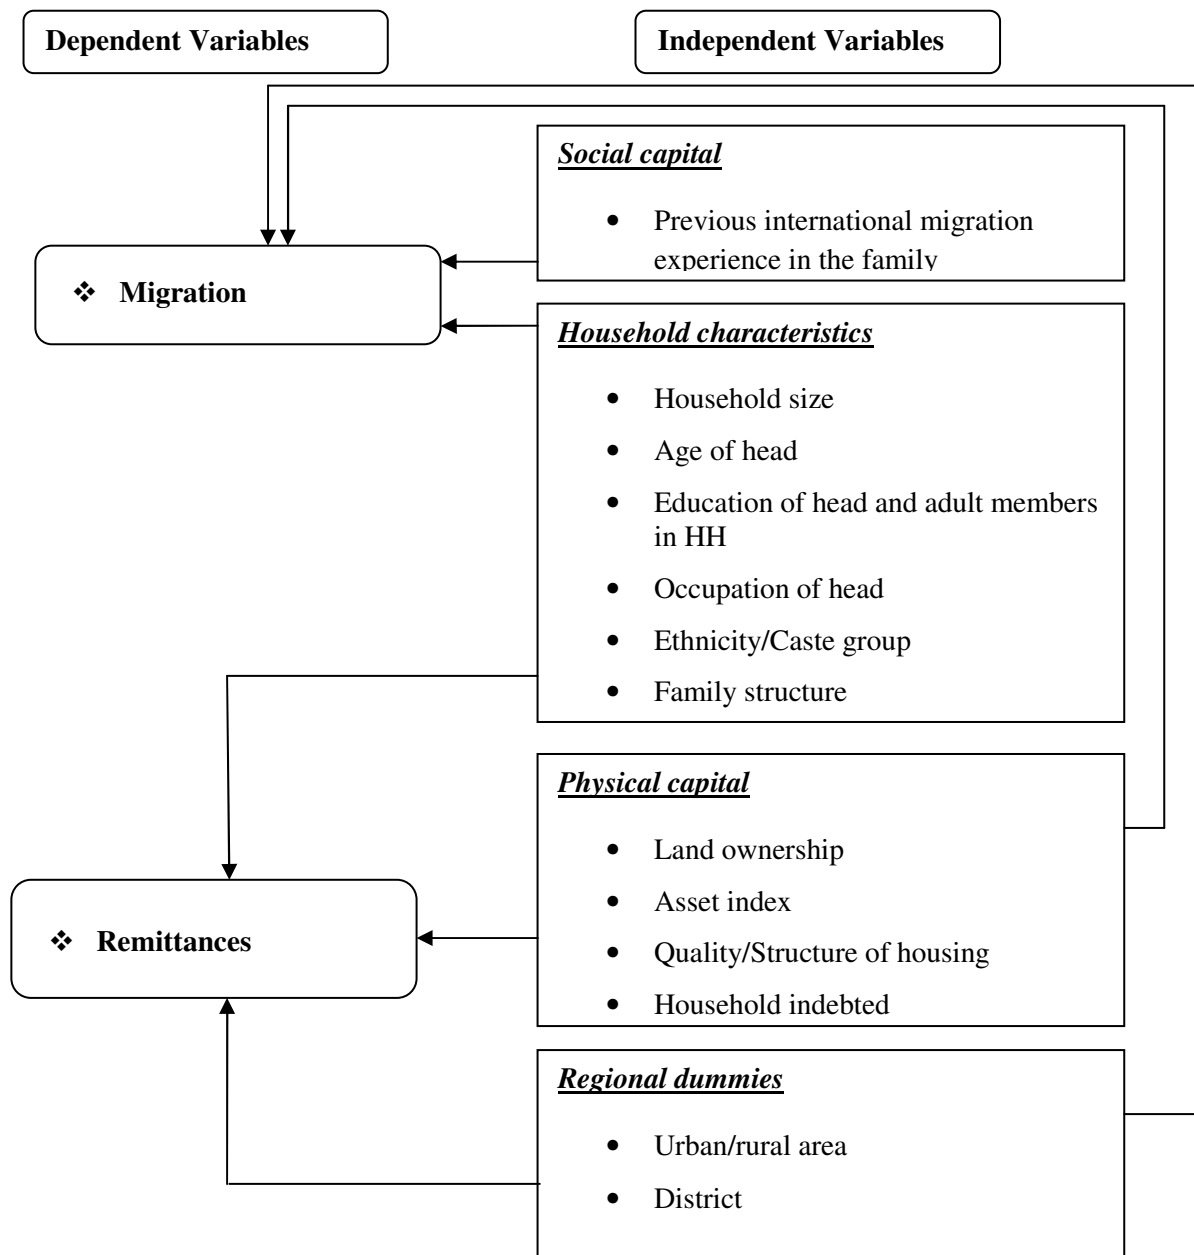 Dependent Variables
Independent Variables
Social capital
• Previous international migration
experience in the family
❖ Migration
Household characteristics
• Household size
• Age of head
• Education of head and adult members
in HH
• Occupation of head
• Ethnicity/Caste group
• Family structure
Physical capital
• Land ownership
• Asset index
• Quality/Structure of housing
• Household indebted
❖ Remittances
Regional dummies
• Urban/rural area
• District